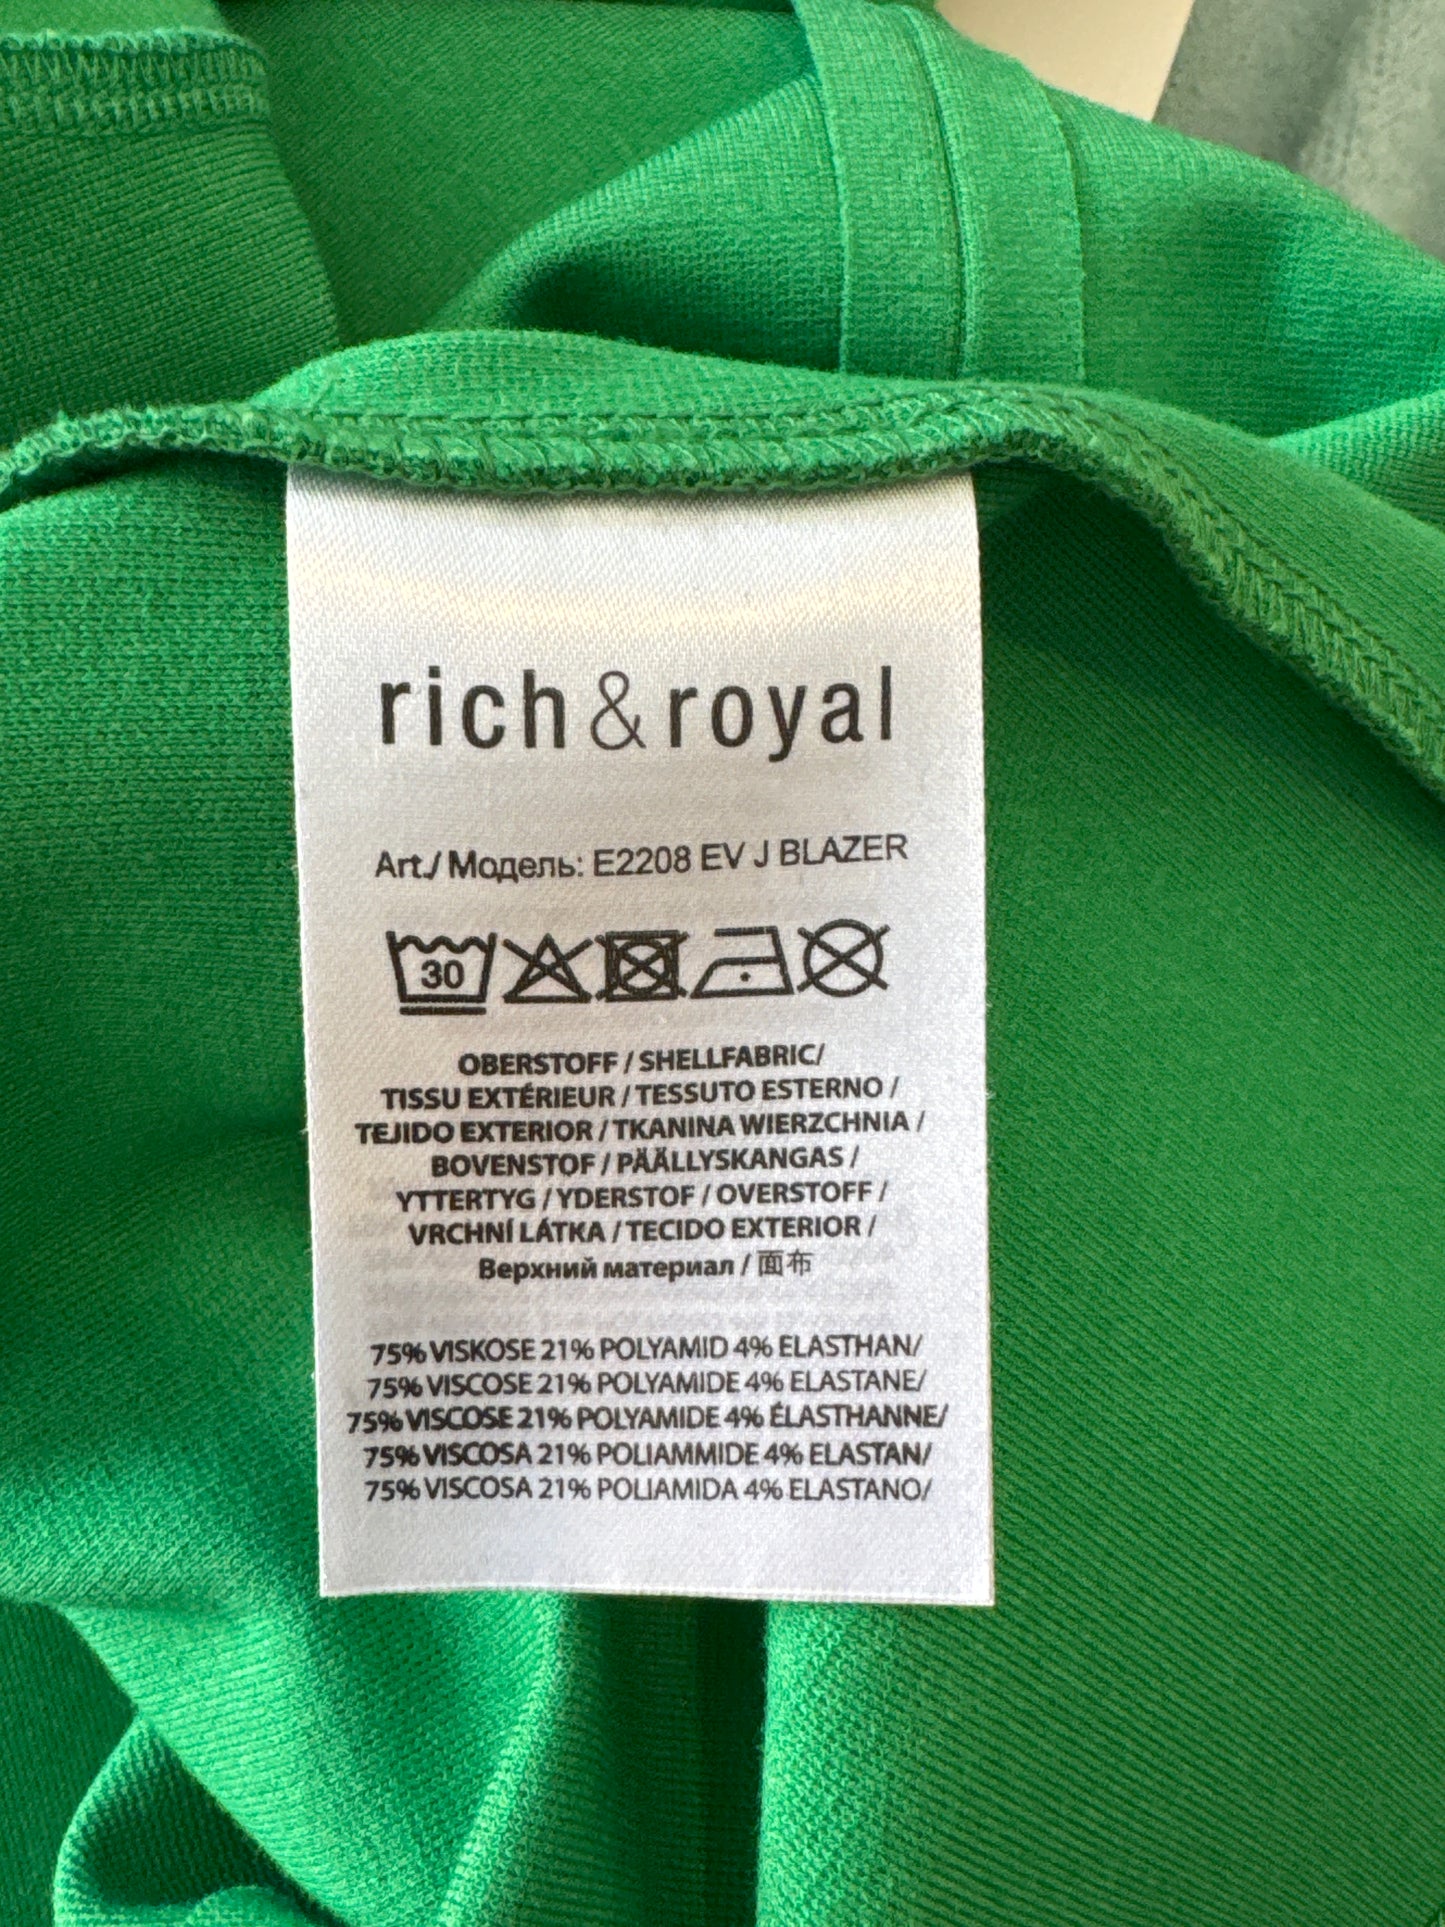 rich & royal
Art./ Модель: E2208 EV J BLAZER
30
OBERSTOFF / SHELLFABRIC/
TISSU EXTÉRIEUR / TESSUTO ESTERNO /
TEJIDO EXTERIOR / TKANINA WIERZCHNIA /
BOVENSTOF / PÄÄLLYSKANGAS /
YTTERTYG / YDERSTOF / OVERSTOFF /
VRCHNÍ LÁTKA / TECIDO EXTERIOR /
Верхний материал / 面布
75% VISKOSE 21% POLYAMID 4% ELASTHAN/
75% VISCOSE 21% POLYAMIDE 4% ELASTANE/
75% VISCOSE 21% POLYAMIDE 4% ÉLASTHANNE/
75% VISCOSA 21% POLIAMMIDE 4% ELASTAN/
75% VISCOSA 21% POLIAMIDA 4% ELASTANO/